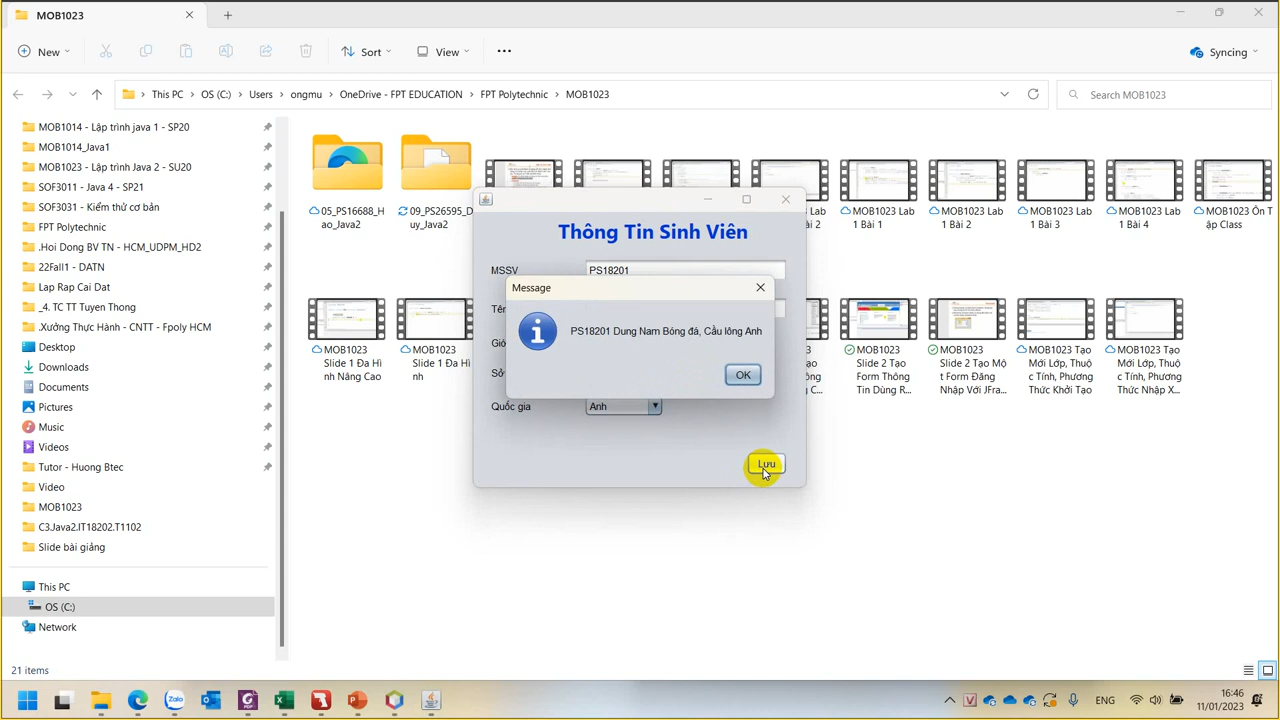 MOB1023
New
Sort
View
Syncing
This PC
OS (C:)
Users
ongmu
OneDrive - FPT EDUCATION
FPT Polytechnic
MOB1023
Search MOB1023
MOB1014 - Lập trình java 1 - SP20
MOB1014_Java1
MOB1023 - Lập trình Java 2 - SU20
SOF3011 - Java 4 - SP21
SOF3031 - Kiểm thử cơ bản
FPT Polytechnic
.Hoi Dong BV TN - HCM_UDPM_HD2
22Fall1 - DATN
Lap Rap Cai Dat
_4. TC TT Tuyen Thong
.Xưởng Thực Hành - CNTT - Fpoly HCM
Desktop
Downloads
Documents
Pictures
Music
Videos
Tutor - Huong Btec
Video
MOB1023
C3.Java2.IT18202.T1102
Slide bài giảng
This PC
OS (C:)
Network
21 items
05_PS16688_H
ao_Java2
09_PS26595_D
uy_Java2
MOB1023 Lab
1 Bài 1
MOB1023 Lab
1 Bài 2
MOB1023 Lab
1 Bài 3
MOB1023 Lab
1 Bài 4
MOB1023 Ôn T
ập Class
MOB1023
Slide 1 Đa Hì
nh Nâng Cao
MOB1023
Slide 1 Đa Hì
nh
MOB1023
Slide 2 Tạo
Form Thông
Tin Dùng R...
MOB1023
Slide 2 Tạo Mộ
t Form Đăng
Nhập Với JFra...
MOB1023 Tạo
Mới Lớp, Thuộ
c Tính, Phương
Thức Khởi Tạo
MOB1023 Tạo
Mới Lớp, Thuộ
c Tính, Phương
Thức Nhập X...
Thông Tin Sinh Viên
MSSV
PS18201
Message
PS18201 Dung Nam Bóng đá, Cầu lông Anh
OK
Quốc gia
Anh
Lưu
ENG
16:46
11/01/2023